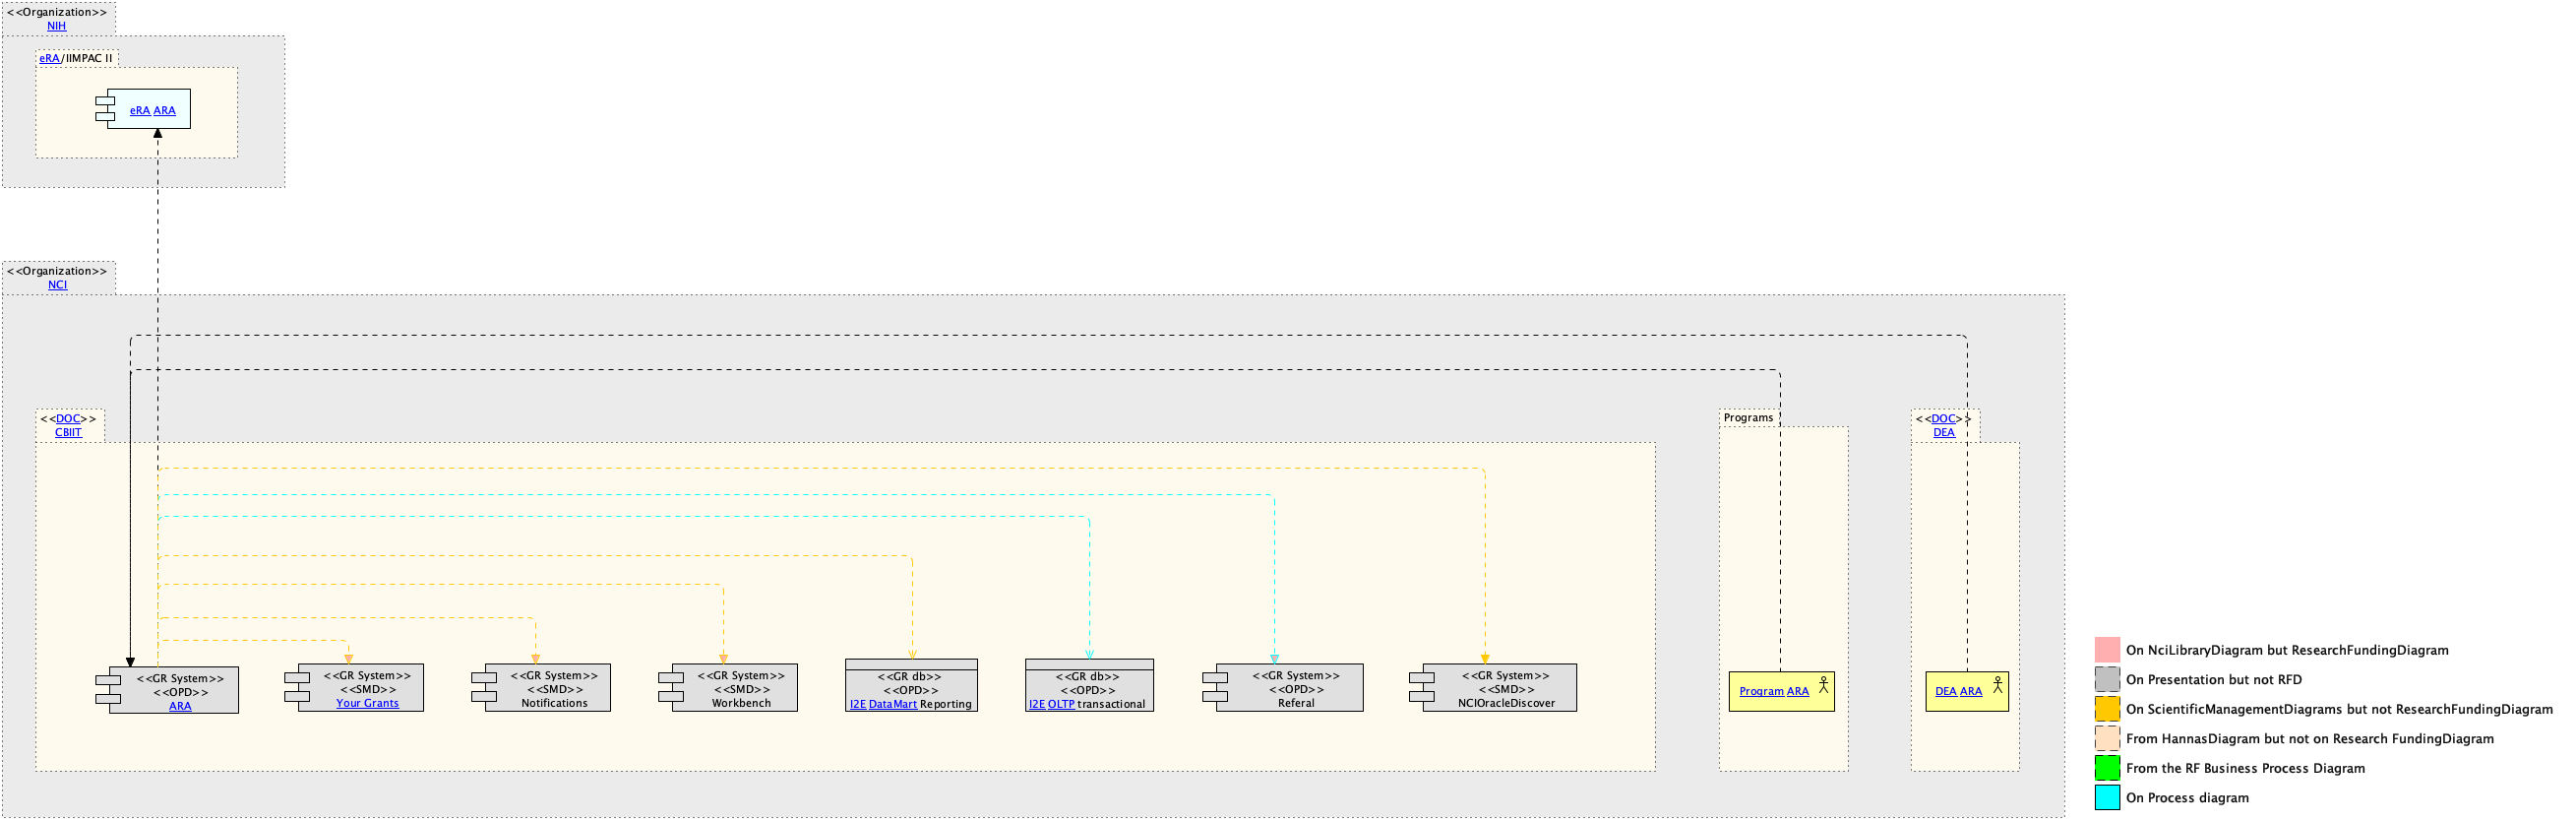 <<Organization>>
NIH
eRA/IIMPAC II
eRA ARA
<<Organization>>
NCI
<<DOC>>
CBIIT
Programs
<<DOC>>
DEA
<<GR System>>
<<OPD>>
ARA
<<GR System>>
<<SMD>>
Your Grants
<<GR System>>
<<SMD>>
Notifications
<<GR System>>
<<SMD>>
Workbench
<<GR db>>
<<OPD>>
I2E DataMart Reporting
<<GR db>>
<<OPD>>
I2E OLTP transactional
<<GR System>>
<<OPD>>
Referal
<<GR System>>
<<SMD>>
NCIOracleDiscover
Program ARA
DEA ARA
On NciLibraryDiagram but ResearchFundingDiagram
On Presentation but not RFD
On ScientificManagementDiagrams but not ResearchFundingDiagram
From HannasDiagram but not on Research FundingDiagram
From the RF Business Process Diagram
On Process diagram